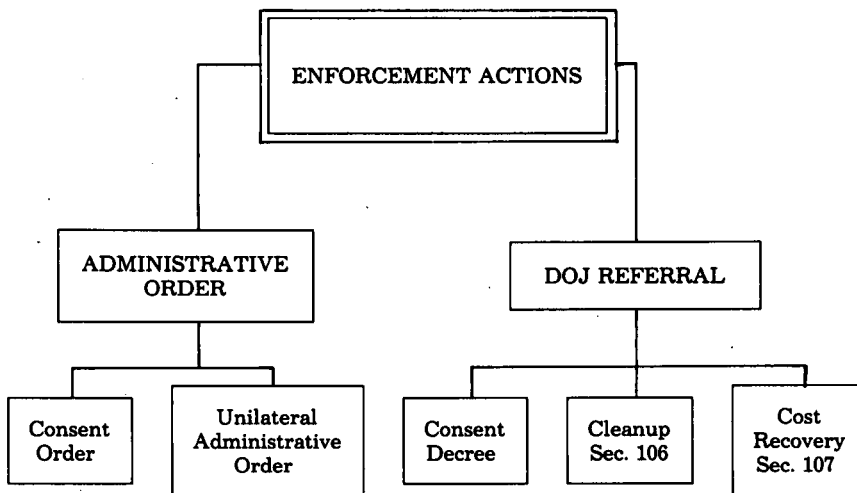 ENFORCEMENT ACTIONS
ADMINISTRATIVE
ORDER
DOJ REFERRAL
Consent
Order
Unilateral
Administrative
Order
Consent
Decree
Cleanup
Sec. 106
Cost
Recovery
Sec. 107